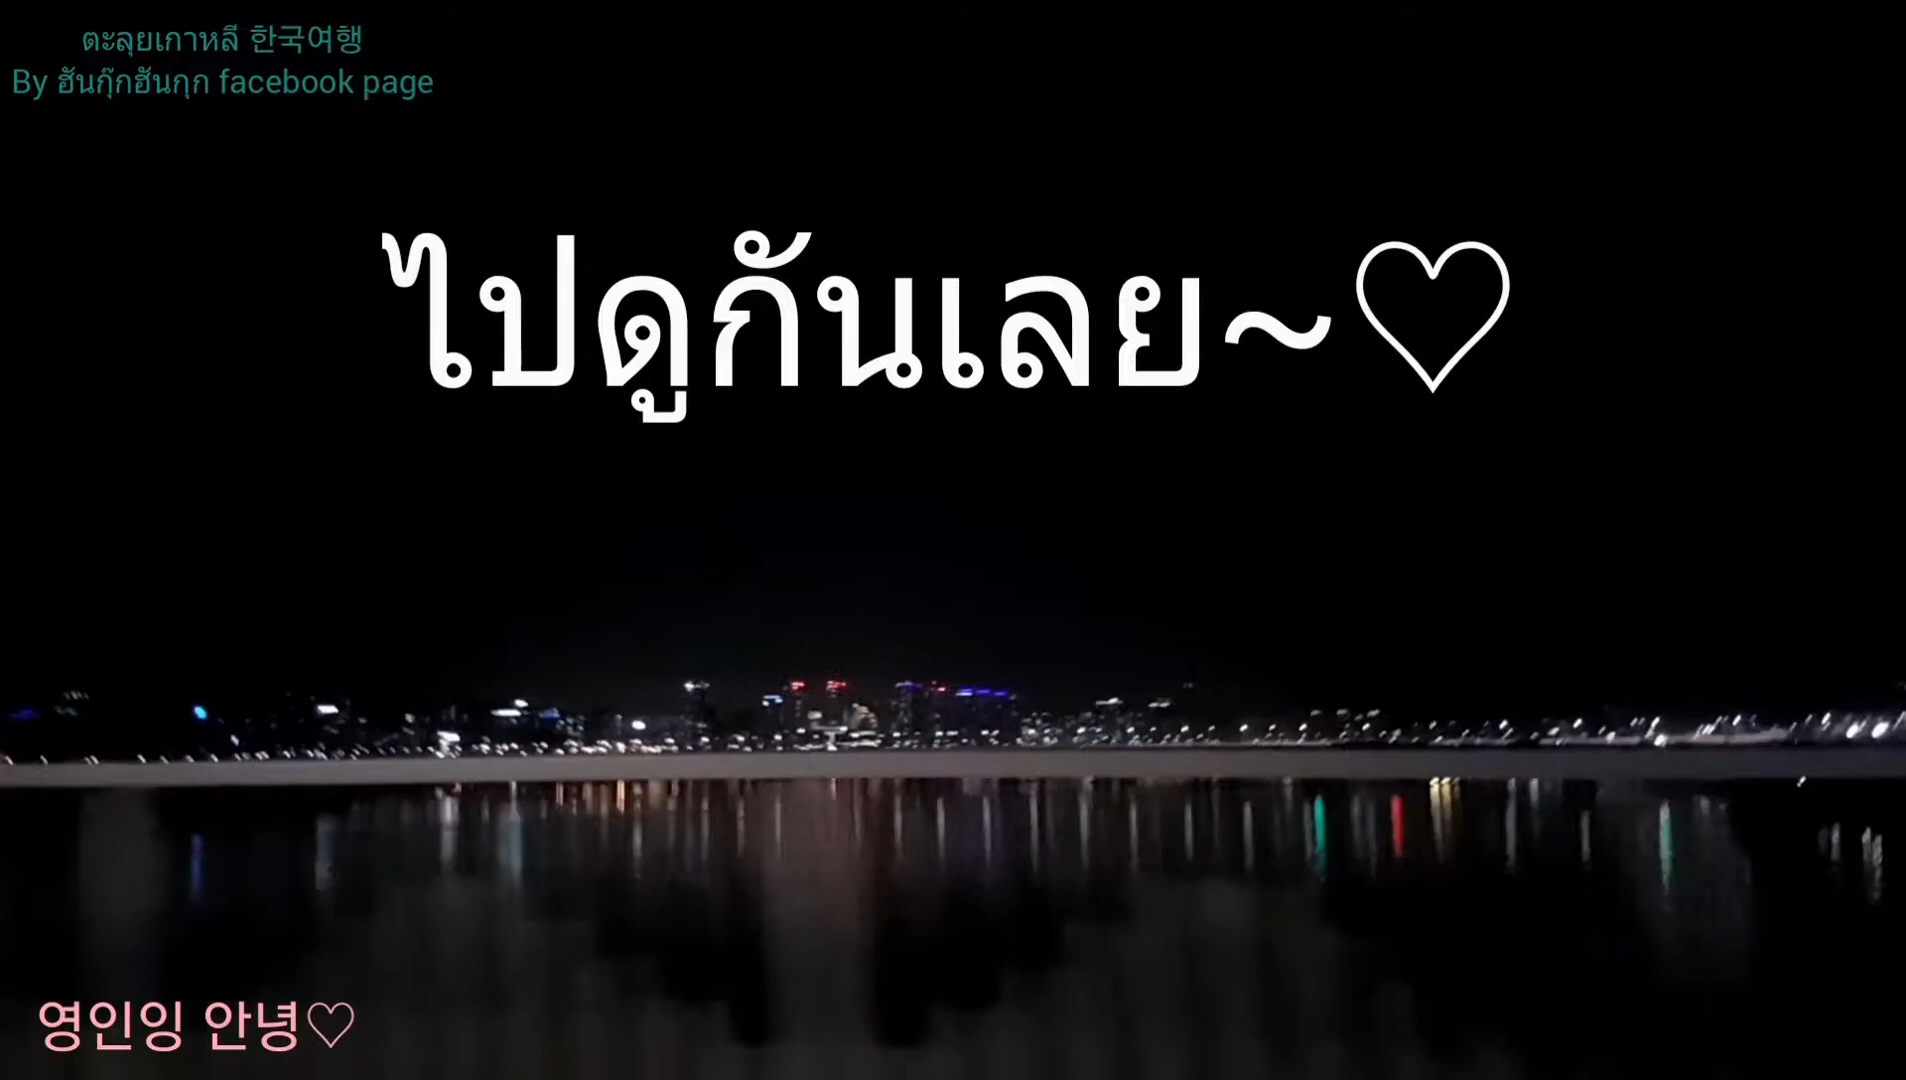 ตะลุยเกาหลี 한국여행
By ฮันกุ๊กฮันกุก facebook page
ไปดูกันเลย~♡
영인잉 안녕♡